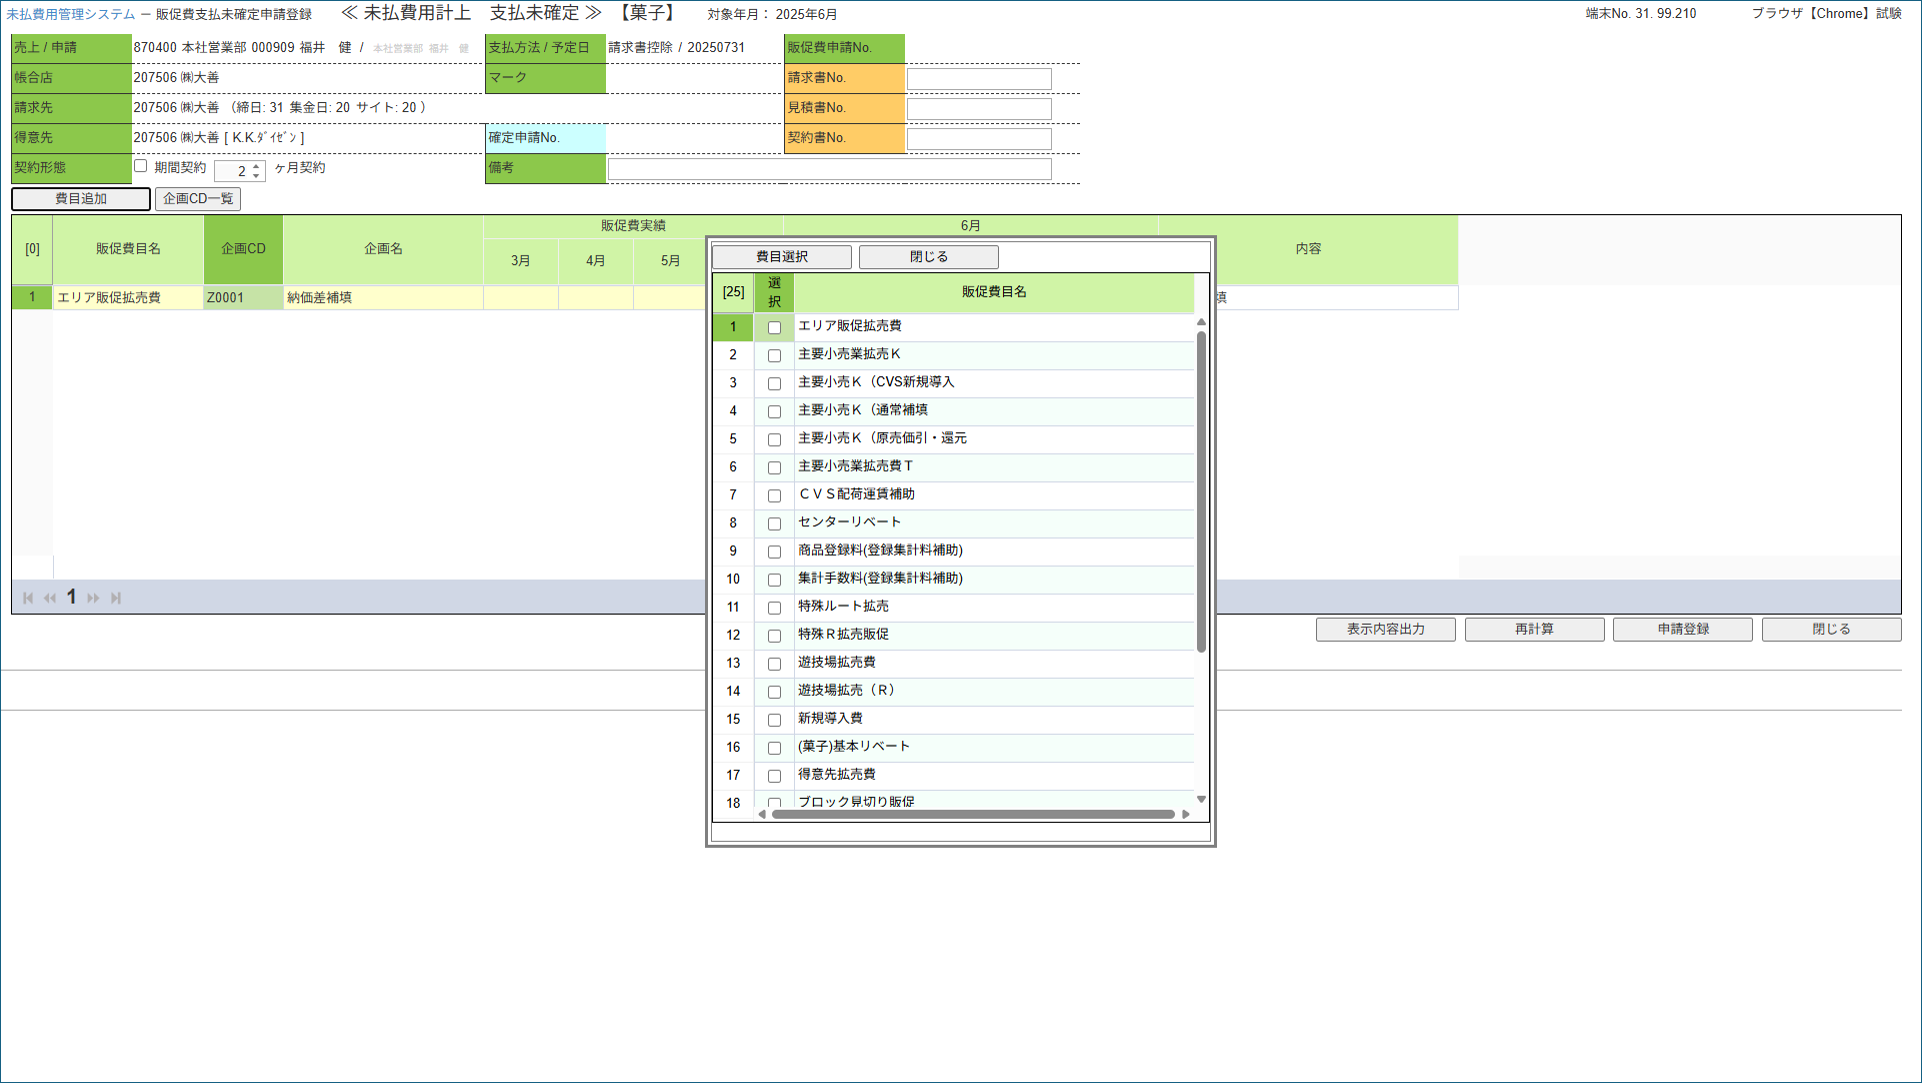 未払費用管理システム － 販促費支払未確定申請登録 ≪ 未払費用計上 支払未確定 ≫ 【菓子】 対象年月： 2025年6月 端末No. 31. 99.210 ブラウザ【Chrome】試験
売上 / 申請 870400 本社営業部 000909 福井 健 / 本社営業部 福井 健 支払方法 / 予定日 請求書控除 / 20250731 販促費申請No.
帳合店 207506 ㈱大善 マーク 請求書No.
請求先 207506 ㈱大善 （締日: 31 集金日: 20 サイト: 20 ） 見積書No.
得意先 207506 ㈱大善 [ K.K.ﾀﾞｲｾﾞﾝ ] 確定申請No. 契約書No.
契約形態 期間契約 2 ヶ月契約 備考
費目追加 企画CD一覧
[0] 販促費目名 企画CD 企画名 販促費実績 6月 内容
3月 4月 5月
1 エリア販促拡売費 Z0001 納価差補填 填
費目選択 閉じる
[25] 選択 販促費目名
1 エリア販促拡売費
2 主要小売業拡売Ｋ
3 主要小売Ｋ（CVS新規導入
4 主要小売Ｋ（通常補填
5 主要小売Ｋ（原売価引・還元
6 主要小売業拡売費Ｔ
7 ＣＶＳ配荷運賃補助
8 センターリベート
9 商品登録料(登録集計料補助)
10 集計手数料(登録集計料補助)
11 特殊ルート拡売
12 特殊Ｒ拡売販促
13 遊技場拡売費
14 遊技場拡売（Ｒ）
15 新規導入費
16 (菓子)基本リベート
17 得意先拡売費
18 ブロック見切り販促
1
表示内容出力 再計算 申請登録 閉じる